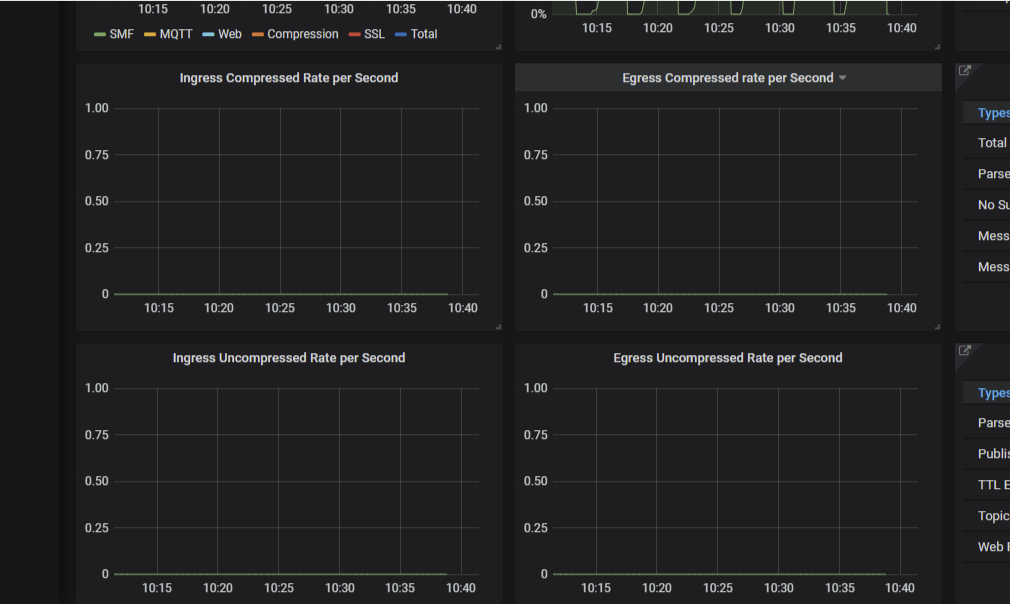 10:15 10:20 10:25 10:30 10:35 10:40
SMF MQTT Web Compression SSL Total
0%
10:15 10:20 10:25 10:30 10:35 10:40
Ingress Compressed Rate per Second
1.00
0.75
0.50
0.25
0
10:15 10:20 10:25 10:30 10:35 10:40
Egress Compressed rate per Second
1.00
0.75
0.50
0.25
0
10:15 10:20 10:25 10:30 10:35 10:40
Types
Total
Parse
No Su
Mess
Mess
Ingress Uncompressed Rate per Second
1.00
0.75
0.50
0.25
0
10:15 10:20 10:25 10:30 10:35 10:40
Egress Uncompressed Rate per Second
1.00
0.75
0.50
0.25
0
10:15 10:20 10:25 10:30 10:35 10:40
Types
Parse
Publis
TTL E
Topic
Web